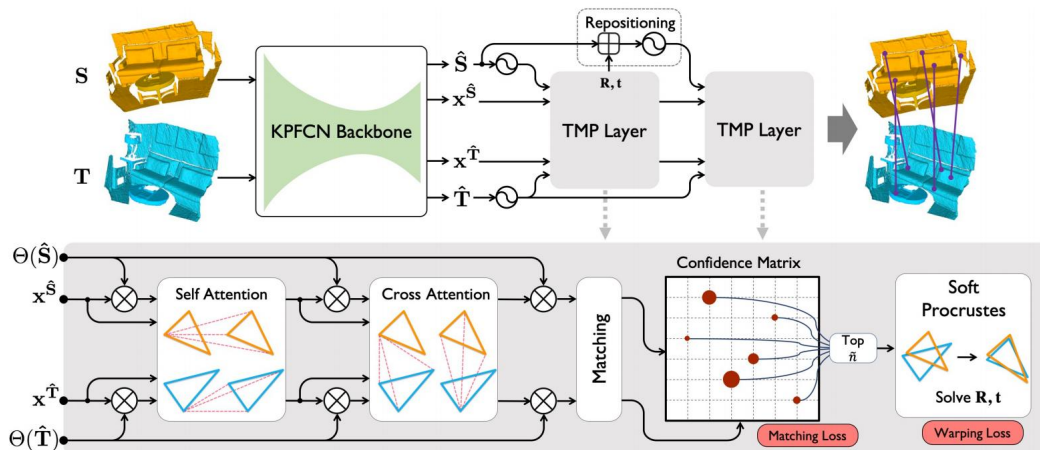 Repositioning
S
Ŝ
R, t
x^Ŝ
KPFCN Backbone
TMP Layer
TMP Layer
x^T̂
T
T̂
Θ(Ŝ)
x^Ŝ
Self Attention
Cross Attention
Matching
Confidence Matrix
Top
ñ
Soft
Procrustes
Solve R, t
x^T̂
Θ(T̂)
Matching Loss
Warping Loss